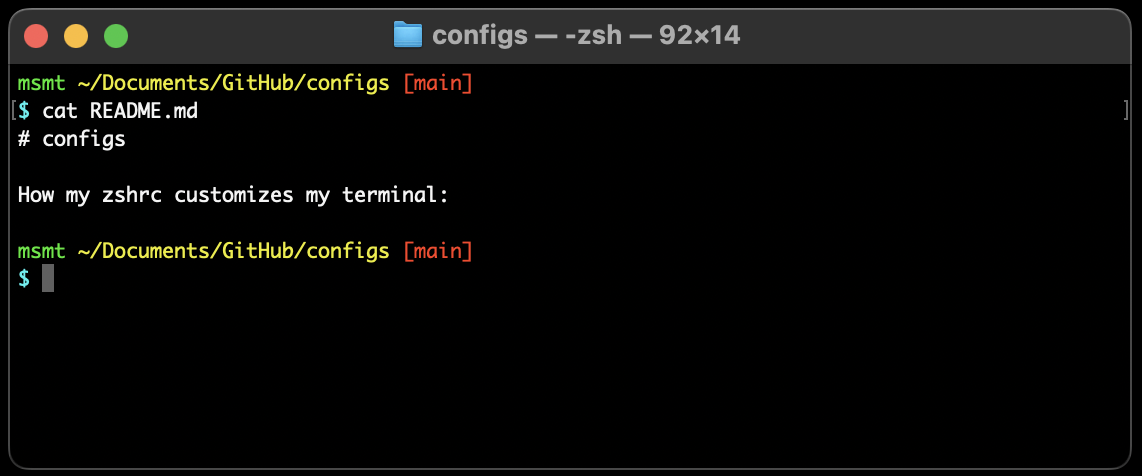 configs — -zsh — 92×14
msmt ~/Documents/GitHub/configs [main]
[$ cat README.md ]
# configs
How my zshrc customizes my terminal:
msmt ~/Documents/GitHub/configs [main]
$